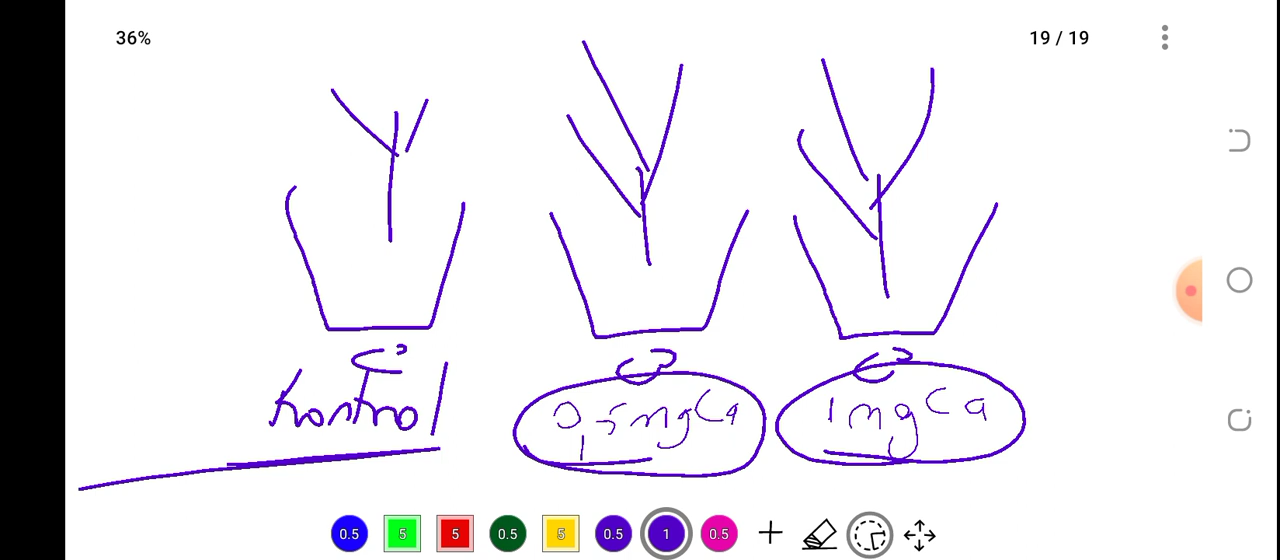 36%
19 / 19
Kontrol
0,5mg Ca
1mg Ca
0.5 5 5 0.5 5 0.5 1 0.5